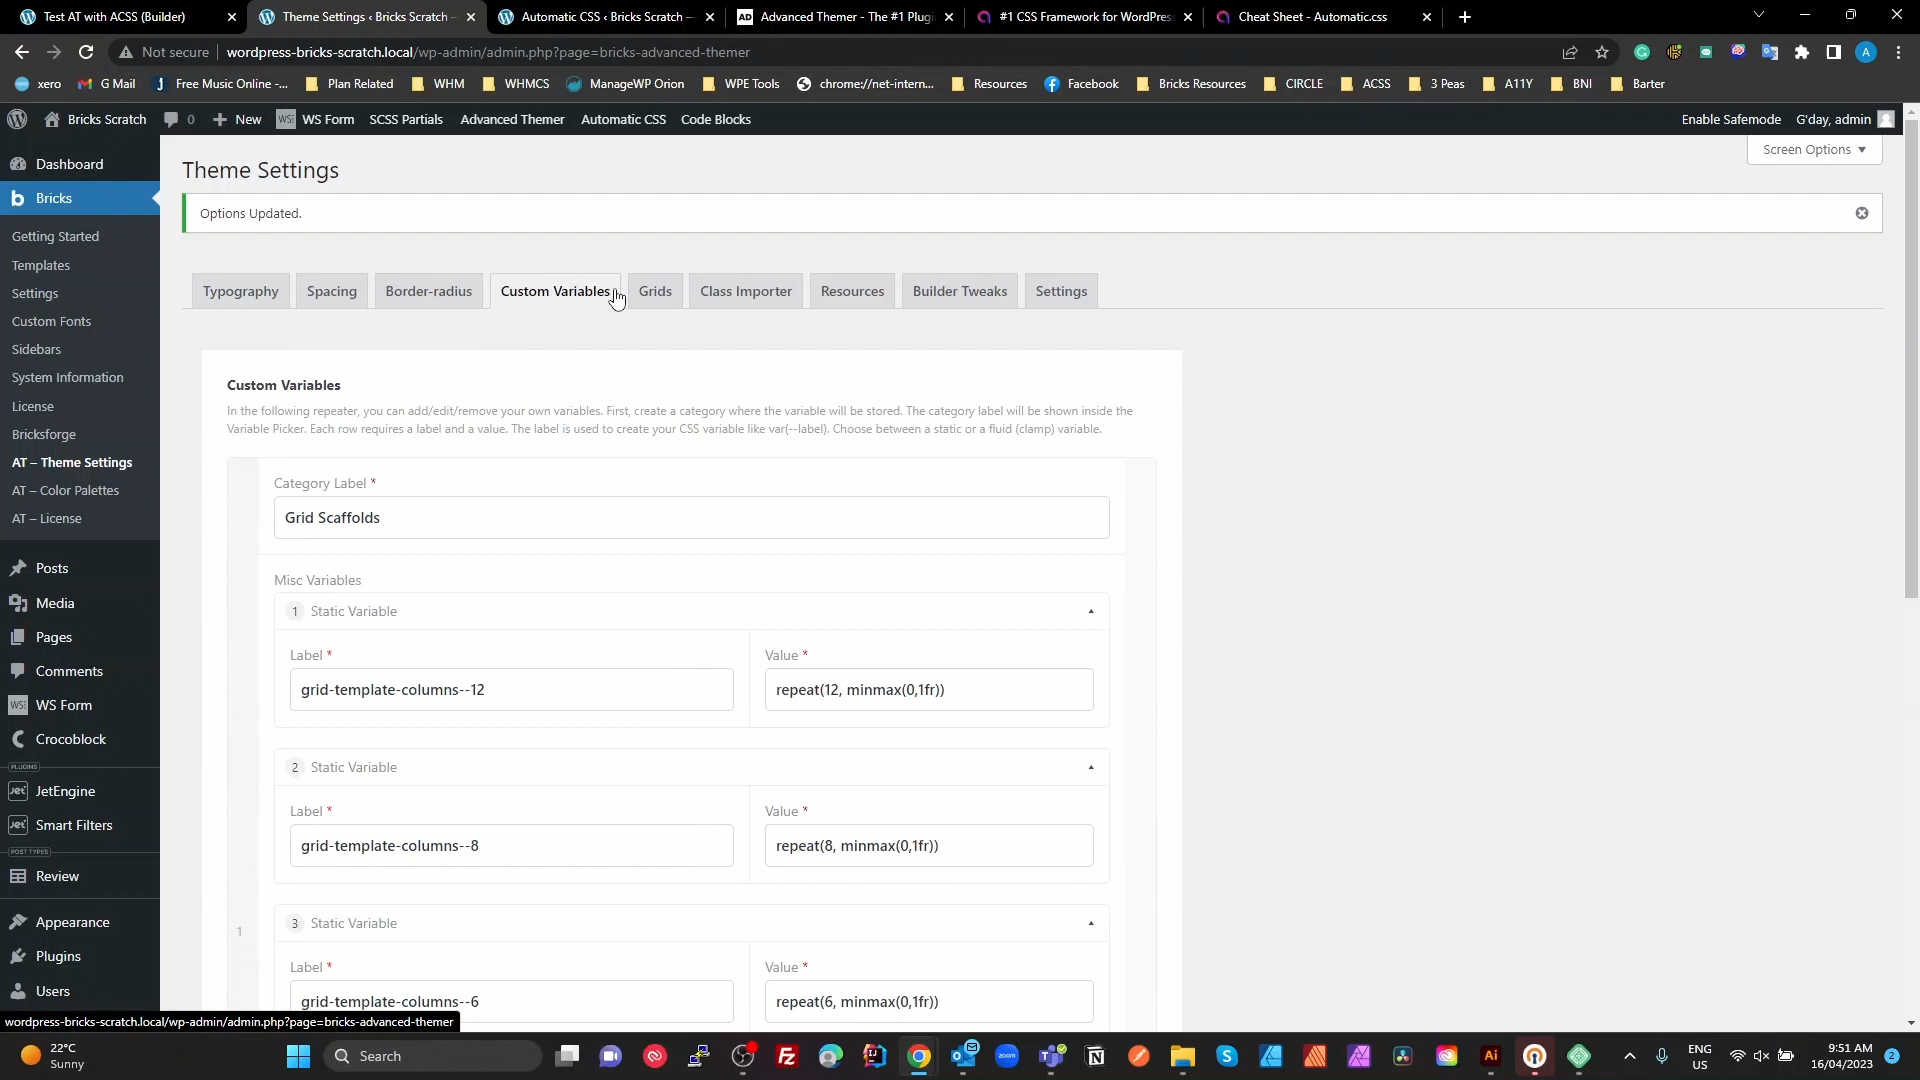 Test AT with ACSS (Builder)
Theme Settings ‹ Bricks Scratch —
Automatic CSS ‹ Bricks Scratch —
AD Advanced Themer - The #1 Plugi
#1 CSS Framework for WordPress
Cheat Sheet - Automatic.css
Not secure
wordpress-bricks-scratch.local/wp-admin/admin.php?page=bricks-advanced-themer
A
xero
G Mail
Free Music Online -...
Plan Related
WHM
WHMCS
ManageWP Orion
WPE Tools
chrome://net-intern...
Resources
Facebook
Bricks Resources
CIRCLE
ACSS
3 Peas
A11Y
BNI
Barter
Bricks Scratch
0
New
WS Form
SCSS Partials
Advanced Themer
Automatic CSS
Code Blocks
Enable Safemode
G'day, admin
Screen Options
Dashboard
Bricks
Getting Started
Templates
Settings
Custom Fonts
Sidebars
System Information
License
Bricksforge
AT – Theme Settings
AT – Color Palettes
AT – License
Posts
Media
Pages
Comments
WS Form
Crocoblock
PLUGINS
JetEngine
Smart Filters
POST TYPES
Review
Appearance
Plugins
Users
Theme Settings
Options Updated.
Typography
Spacing
Border-radius
Custom Variables
Grids
Class Importer
Resources
Builder Tweaks
Settings
Custom Variables
In the following repeater, you can add/edit/remove your own variables. First, create a category where the variable will be stored. The category label will be shown inside the
Variable Picker. Each row requires a label and a value. The label is used to create your CSS variable like var(--label). Choose between a static or a fluid (clamp) variable.
Category Label *
Grid Scaffolds
Misc Variables
1 Static Variable
Label *
Value *
grid-template-columns--12
repeat(12, minmax(0,1fr))
2 Static Variable
Label *
Value *
grid-template-columns--8
repeat(8, minmax(0,1fr))
3 Static Variable
1
Label *
Value *
grid-template-columns--6
repeat(6, minmax(0,1fr))
wordpress-bricks-scratch.local/wp-admin/admin.php?page=bricks-advanced-themer
22°C
Sunny
Search
zoom
Ai
ENG
US
9:51 AM
16/04/2023
2